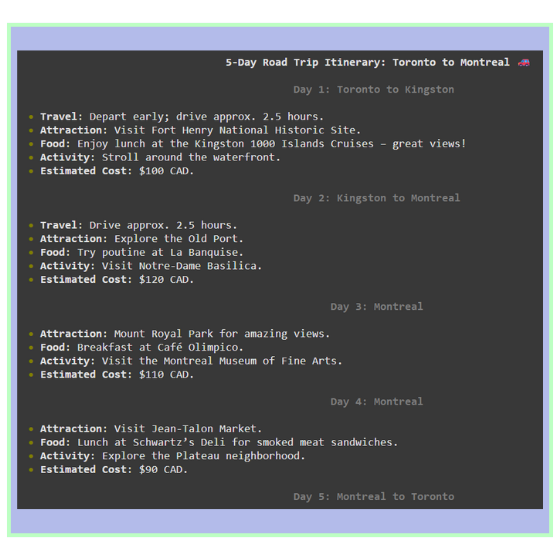 5-Day Road Trip Itinerary: Toronto to Montreal 🚗
Day 1: Toronto to Kingston
• Travel: Depart early; drive approx. 2.5 hours.
• Attraction: Visit Fort Henry National Historic Site.
• Food: Enjoy lunch at the Kingston 1000 Islands Cruises – great views!
• Activity: Stroll around the waterfront.
• Estimated Cost: $100 CAD.
Day 2: Kingston to Montreal
• Travel: Drive approx. 2.5 hours.
• Attraction: Explore the Old Port.
• Food: Try poutine at La Banquise.
• Activity: Visit Notre-Dame Basilica.
• Estimated Cost: $120 CAD.
Day 3: Montreal
• Attraction: Mount Royal Park for amazing views.
• Food: Breakfast at Café Olimpico.
• Activity: Visit the Montreal Museum of Fine Arts.
• Estimated Cost: $110 CAD.
Day 4: Montreal
• Attraction: Visit Jean-Talon Market.
• Food: Lunch at Schwartz’s Deli for smoked meat sandwiches.
• Activity: Explore the Plateau neighborhood.
• Estimated Cost: $90 CAD.
Day 5: Montreal to Toronto